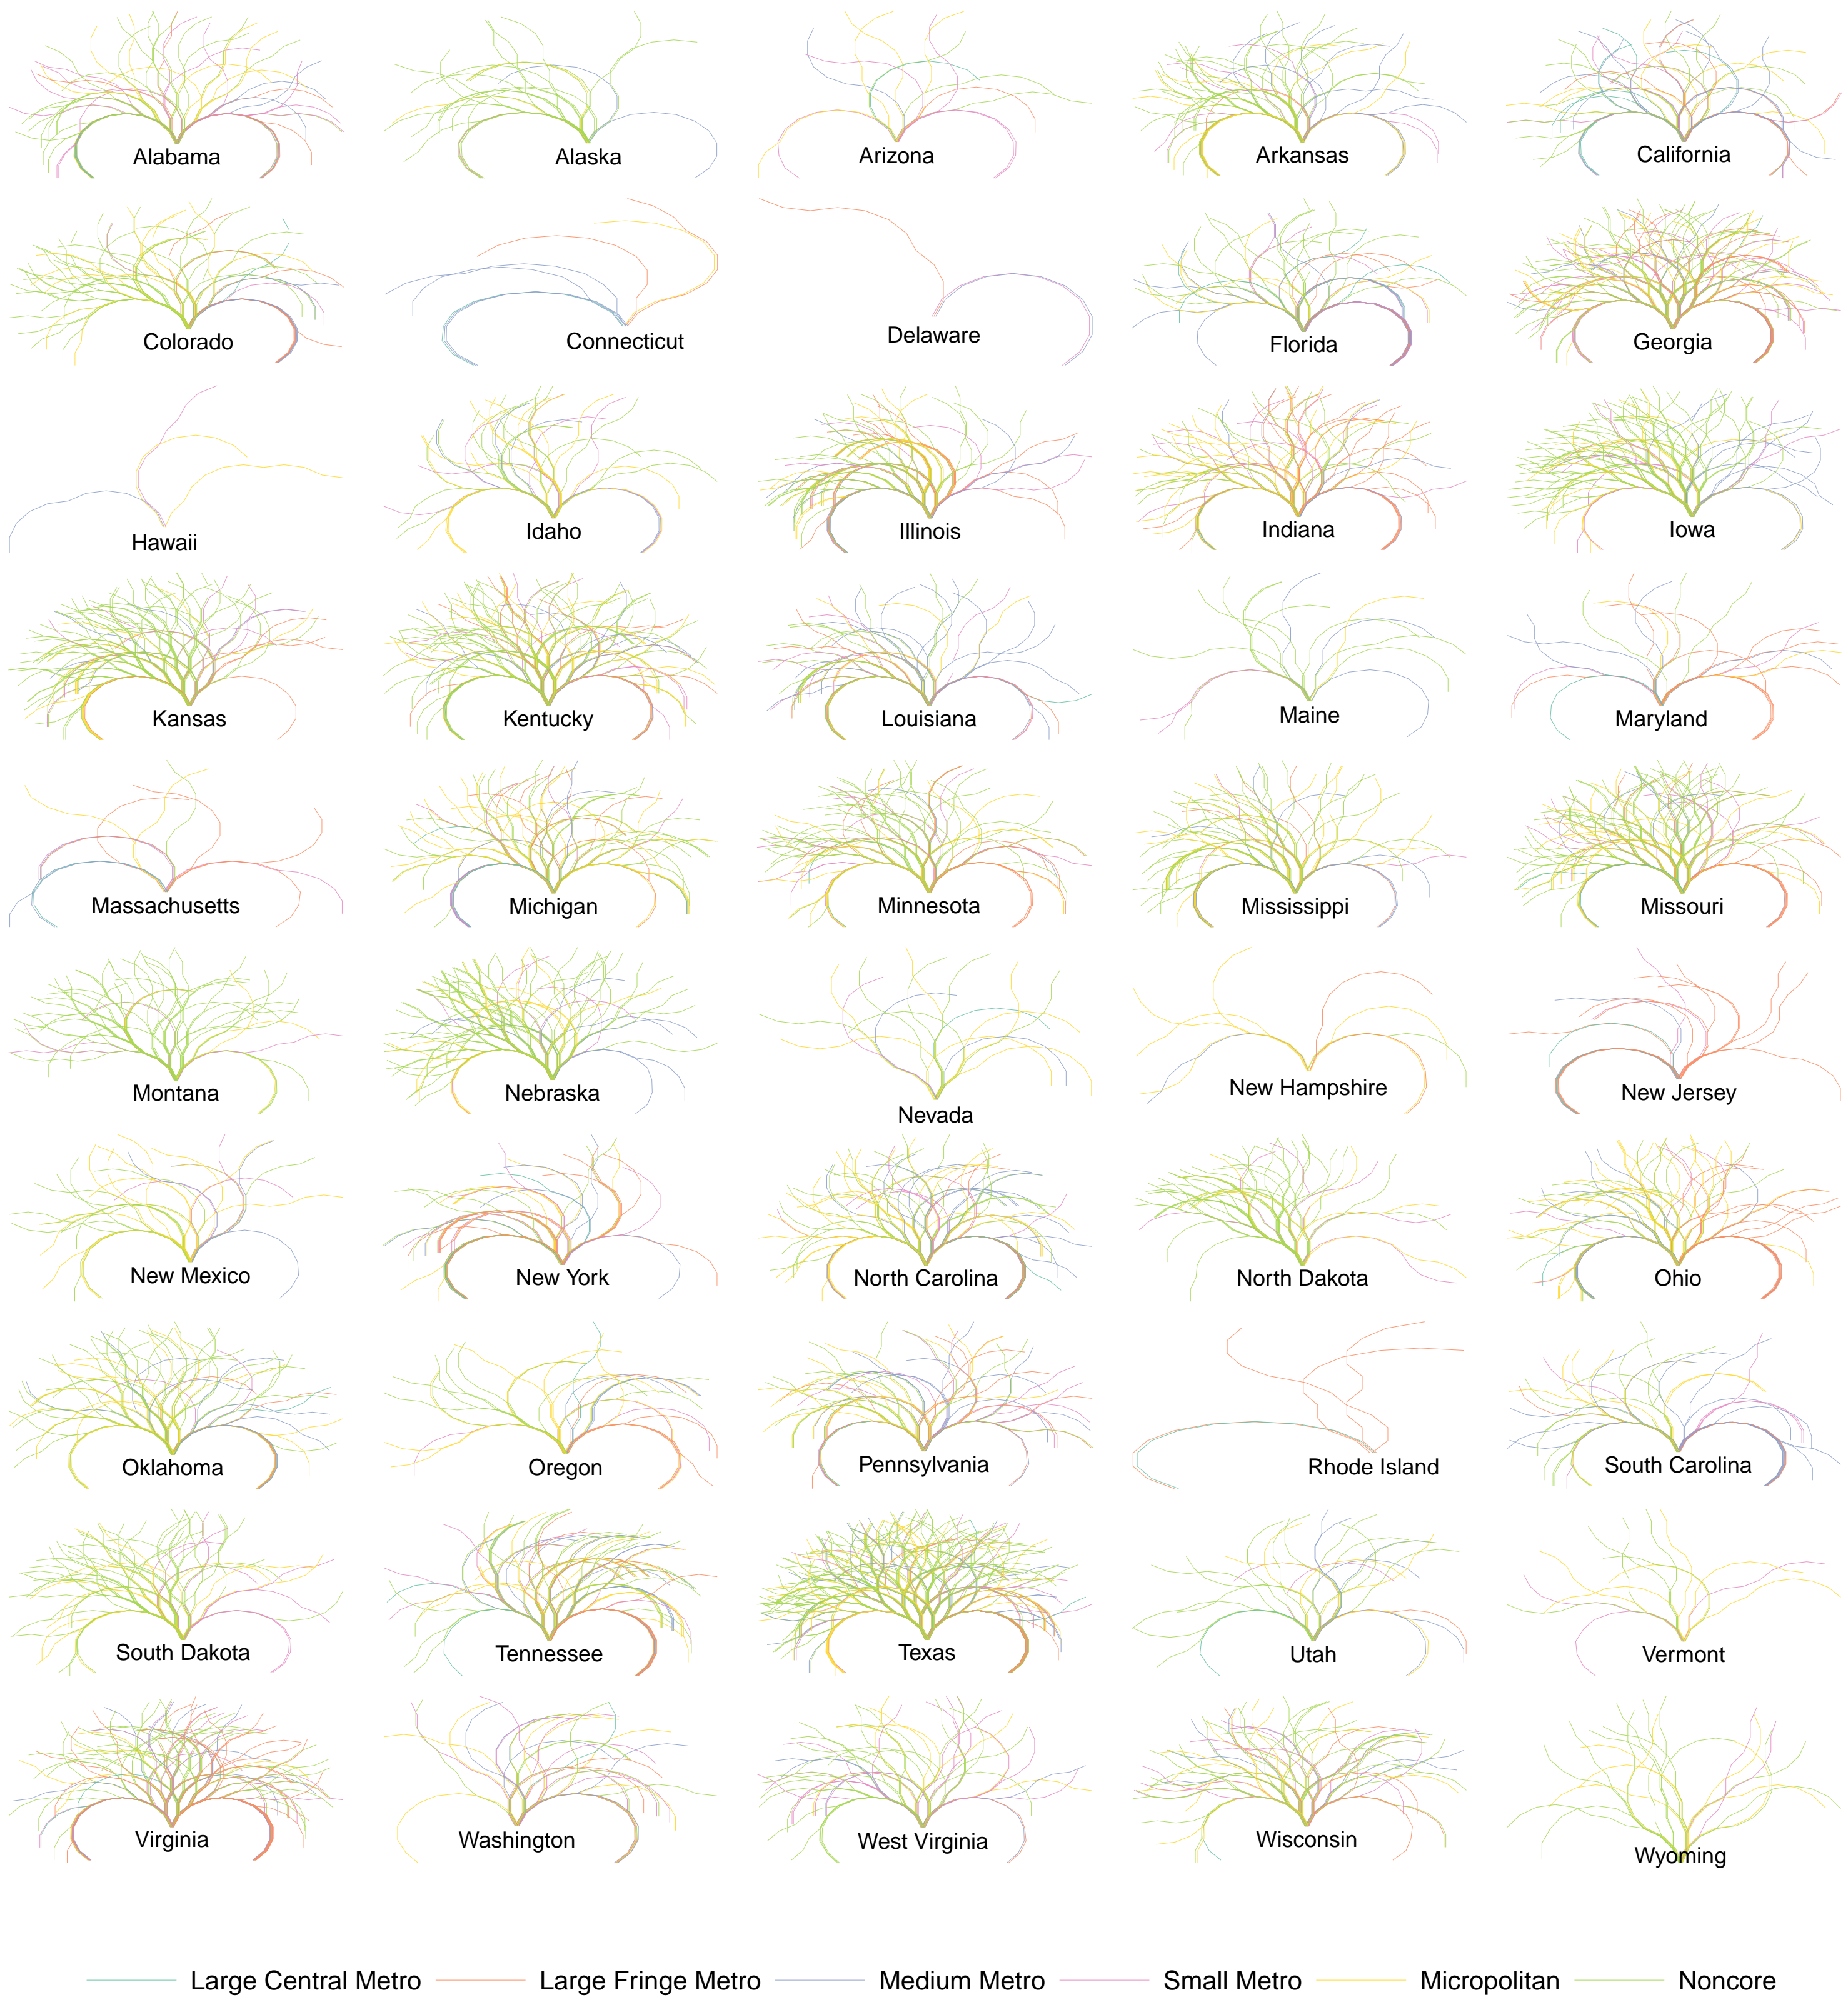 Alabama
Alaska
Arizona
Arkansas
California
Colorado
Connecticut
Delaware
Florida
Georgia
Hawaii
Idaho
Illinois
Indiana
Iowa
Kansas
Kentucky
Louisiana
Maine
Maryland
Massachusetts
Michigan
Minnesota
Mississippi
Missouri
Montana
Nebraska
Nevada
New Hampshire
New Jersey
New Mexico
New York
North Carolina
North Dakota
Ohio
Oklahoma
Oregon
Pennsylvania
Rhode Island
South Carolina
South Dakota
Tennessee
Texas
Utah
Vermont
Virginia
Washington
West Virginia
Wisconsin
Wyoming
Large Central Metro
Large Fringe Metro
Medium Metro
Small Metro
Micropolitan
Noncore